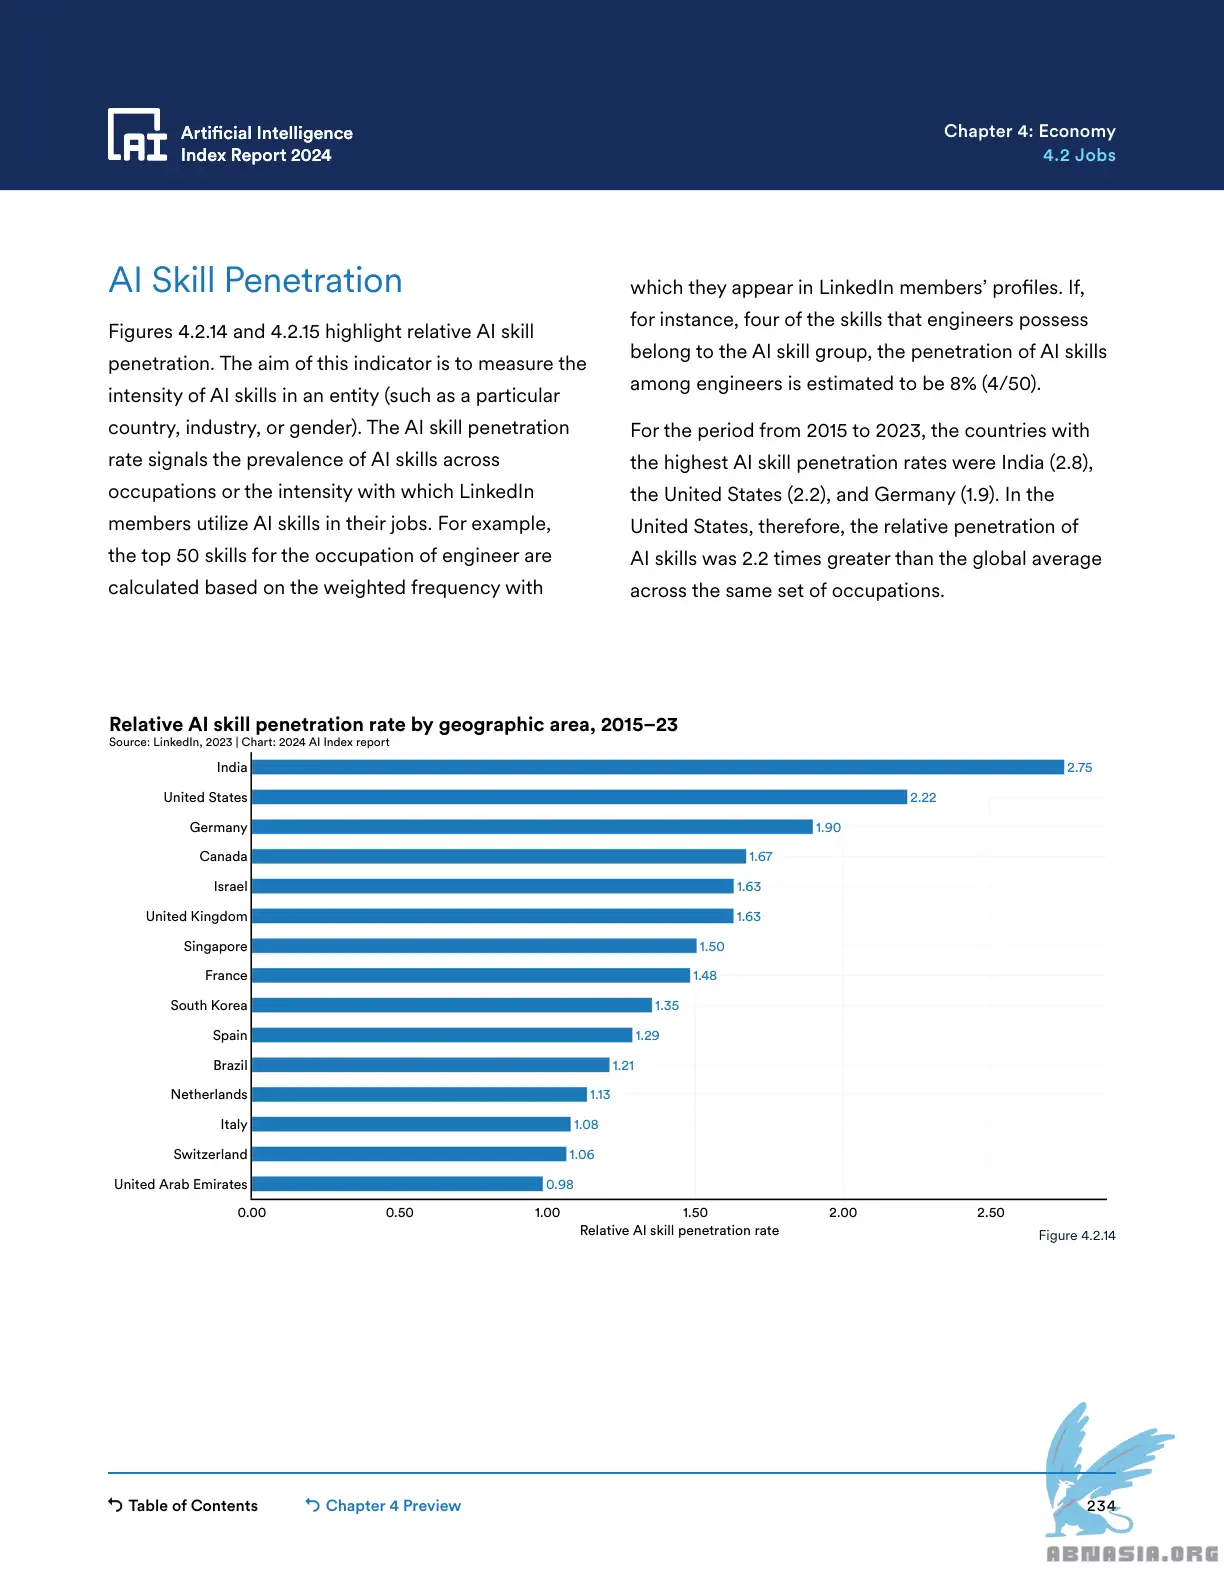 AI
Artificial Intelligence
Index Report 2024
Chapter 4: Economy
4.2 Jobs
AI Skill Penetration
Figures 4.2.14 and 4.2.15 highlight relative AI skill
penetration. The aim of this indicator is to measure the
intensity of AI skills in an entity (such as a particular
country, industry, or gender). The AI skill penetration
rate signals the prevalence of AI skills across
occupations or the intensity with which LinkedIn
members utilize AI skills in their jobs. For example,
the top 50 skills for the occupation of engineer are
calculated based on the weighted frequency with
which they appear in LinkedIn members’ profiles. If,
for instance, four of the skills that engineers possess
belong to the AI skill group, the penetration of AI skills
among engineers is estimated to be 8% (4/50).
For the period from 2015 to 2023, the countries with
the highest AI skill penetration rates were India (2.8),
the United States (2.2), and Germany (1.9). In the
United States, therefore, the relative penetration of
AI skills was 2.2 times greater than the global average
across the same set of occupations.
Relative AI skill penetration rate by geographic area, 2015–23
Source: LinkedIn, 2023 | Chart: 2024 AI Index report
India 2.75
United States 2.22
Germany 1.90
Canada 1.67
Israel 1.63
United Kingdom 1.63
Singapore 1.50
France 1.48
South Korea 1.35
Spain 1.29
Brazil 1.21
Netherlands 1.13
Italy 1.08
Switzerland 1.06
United Arab Emirates 0.98
0.00 0.50 1.00 1.50 2.00 2.50
Relative AI skill penetration rate
Figure 4.2.14
Table of Contents
Chapter 4 Preview
234
ABNASIA.ORG